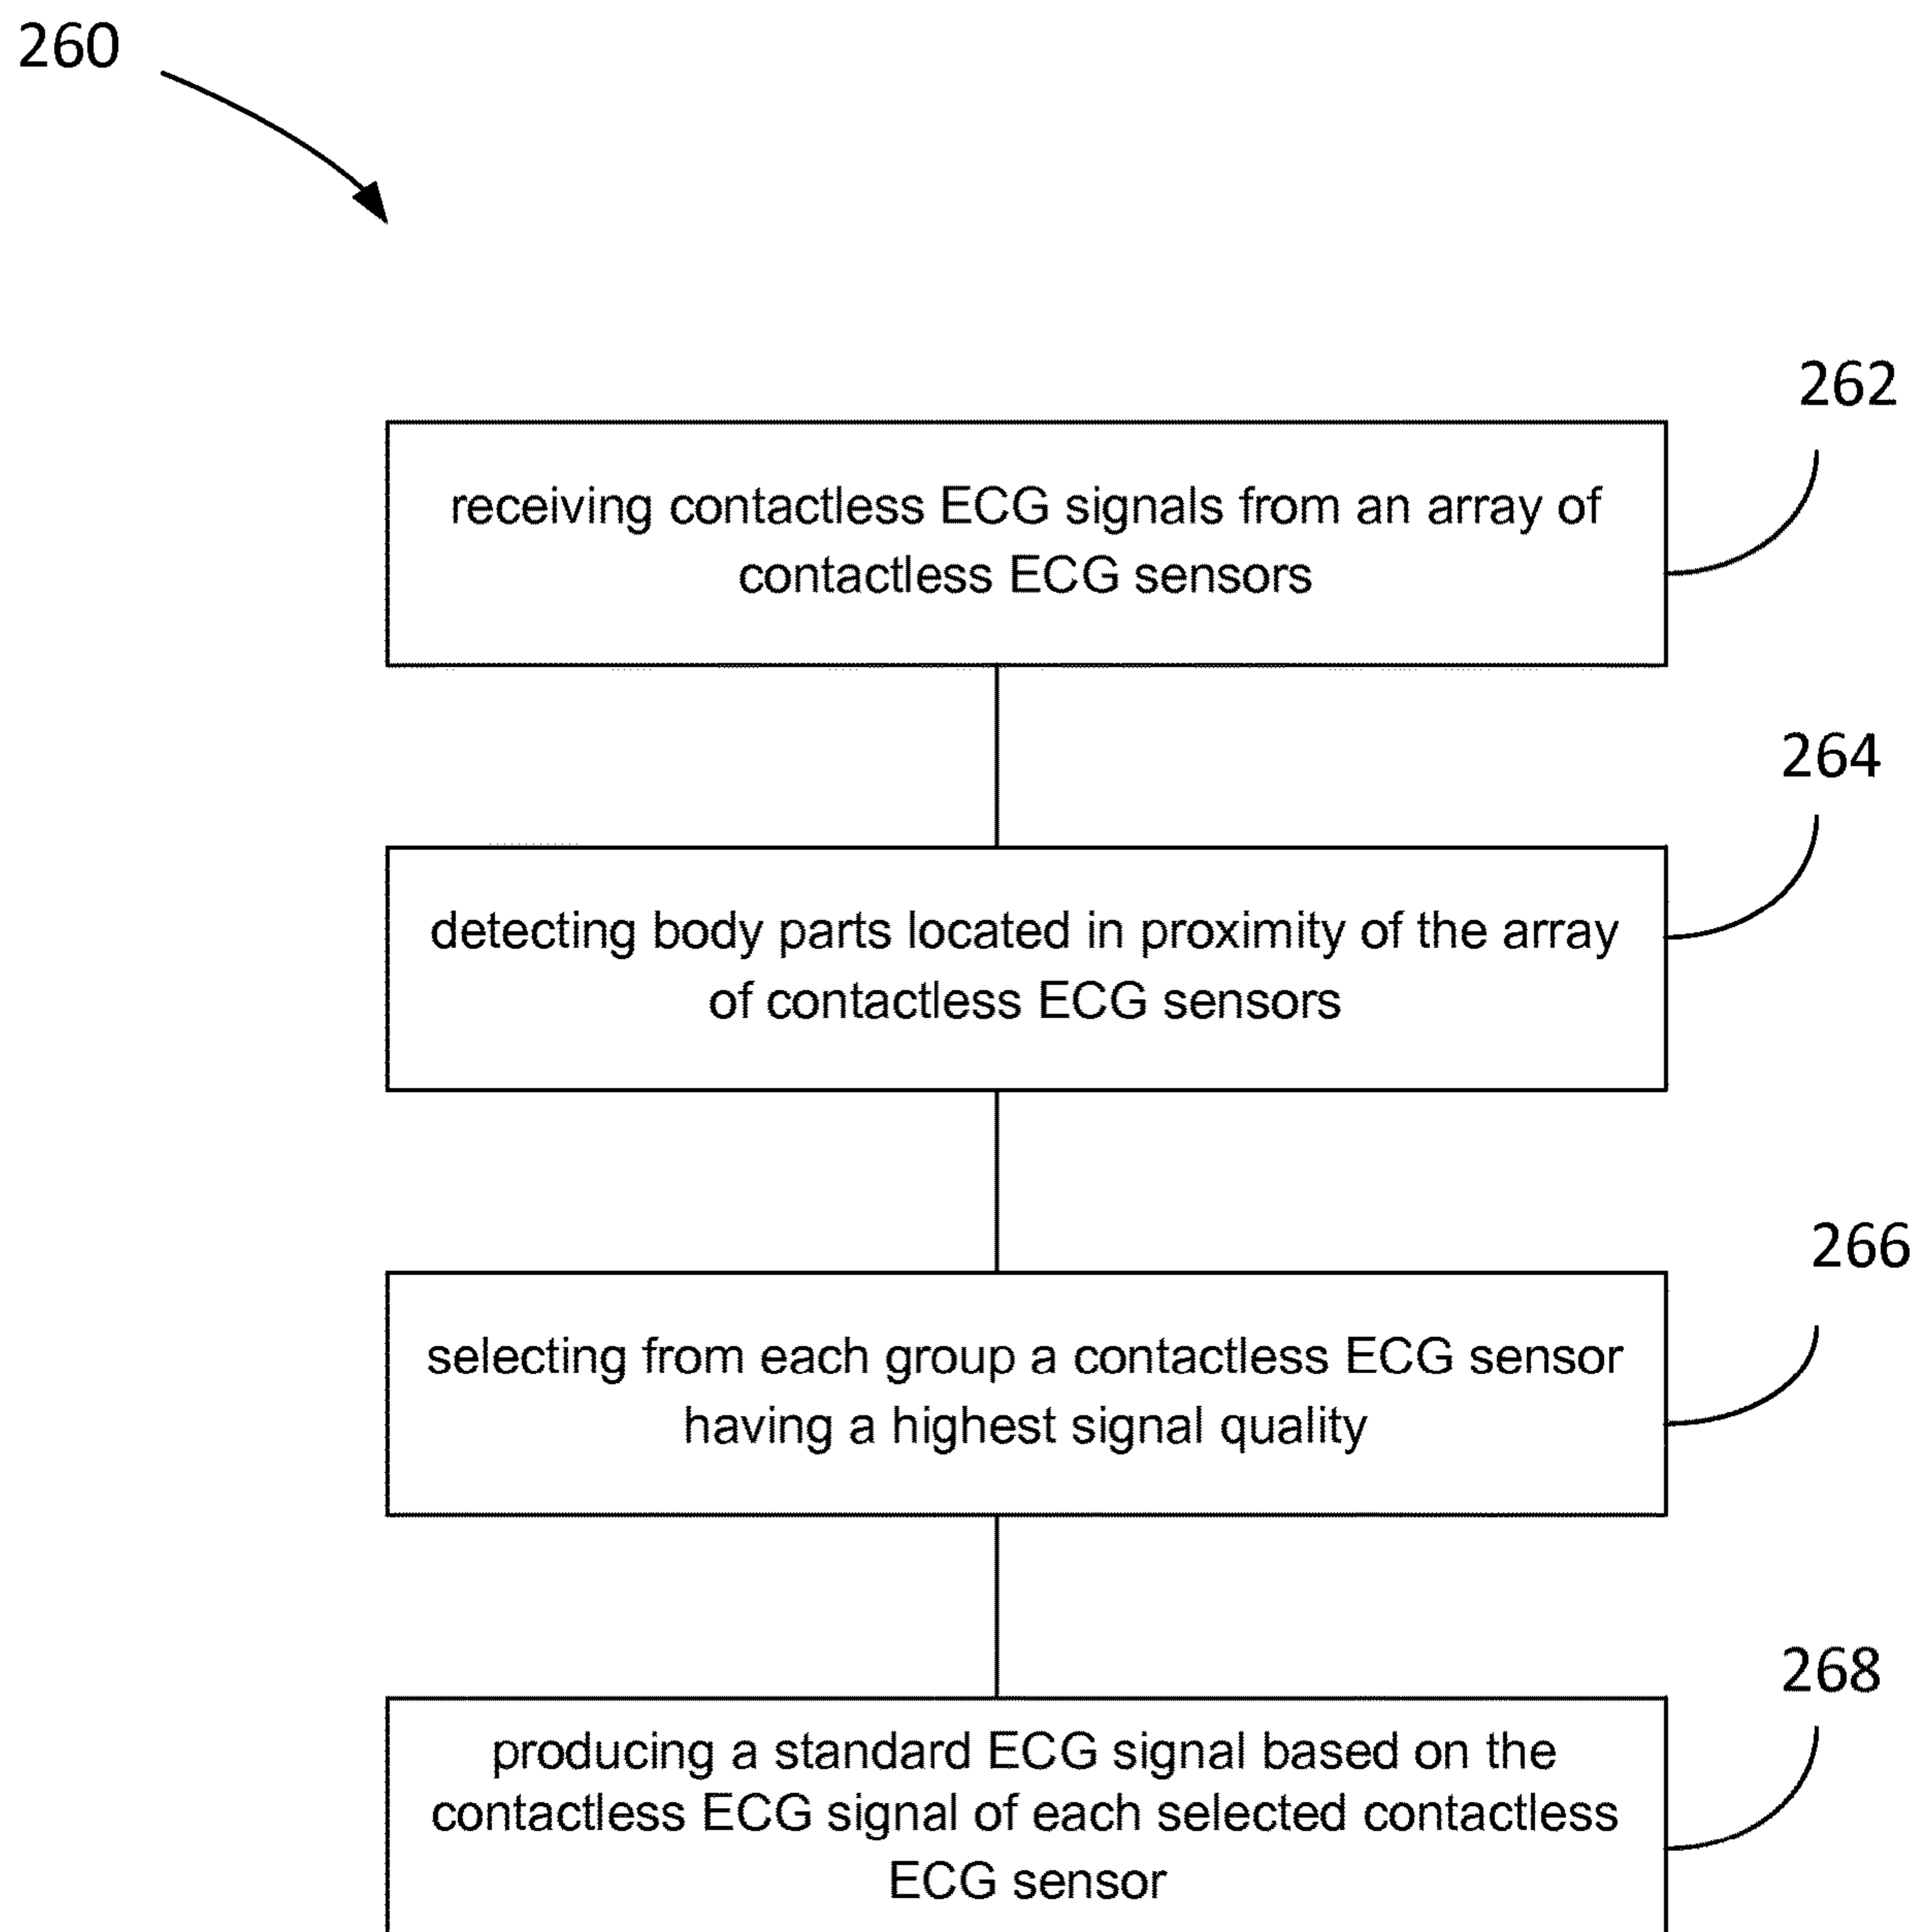 260
262
receiving contactless ECG signals from an array of
contactless ECG sensors
264
detecting body parts located in proximity of the array
of contactless ECG sensors
266
selecting from each group a contactless ECG sensor
having a highest signal quality
268
producing a standard ECG signal based on the
contactless ECG signal of each selected contactless
ECG sensor